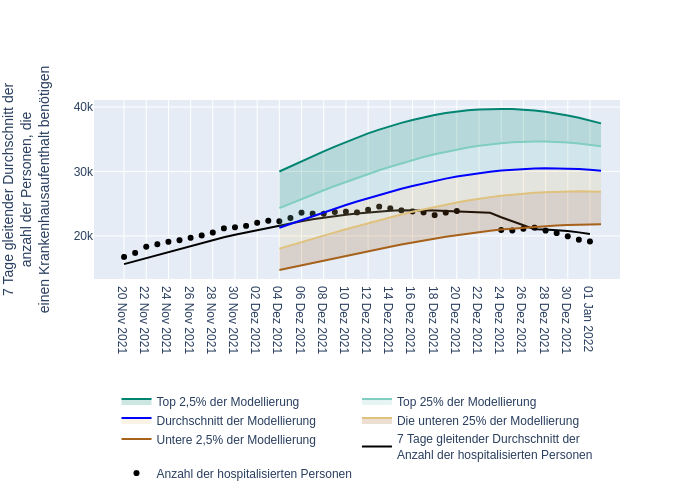 7 Tage gleitender Durchschnitt der
anzahl der Personen, die
einen Krankenhausaufenthalt benötigen
40k
30k
20k
20 Nov 2021
22 Nov 2021
24 Nov 2021
26 Nov 2021
28 Nov 2021
30 Nov 2021
02 Dez 2021
04 Dez 2021
06 Dez 2021
08 Dez 2021
10 Dez 2021
12 Dez 2021
14 Dez 2021
16 Dez 2021
18 Dez 2021
20 Dez 2021
22 Dez 2021
24 Dez 2021
26 Dez 2021
28 Dez 2021
30 Dez 2021
01 Jan 2022
Top 2,5% der Modellierung
Top 25% der Modellierung
Durchschnitt der Modellierung
Die unteren 25% der Modellierung
Untere 2,5% der Modellierung
7 Tage gleitender Durchschnitt der
Anzahl der hospitalisierten Personen
Anzahl der hospitalisierten Personen